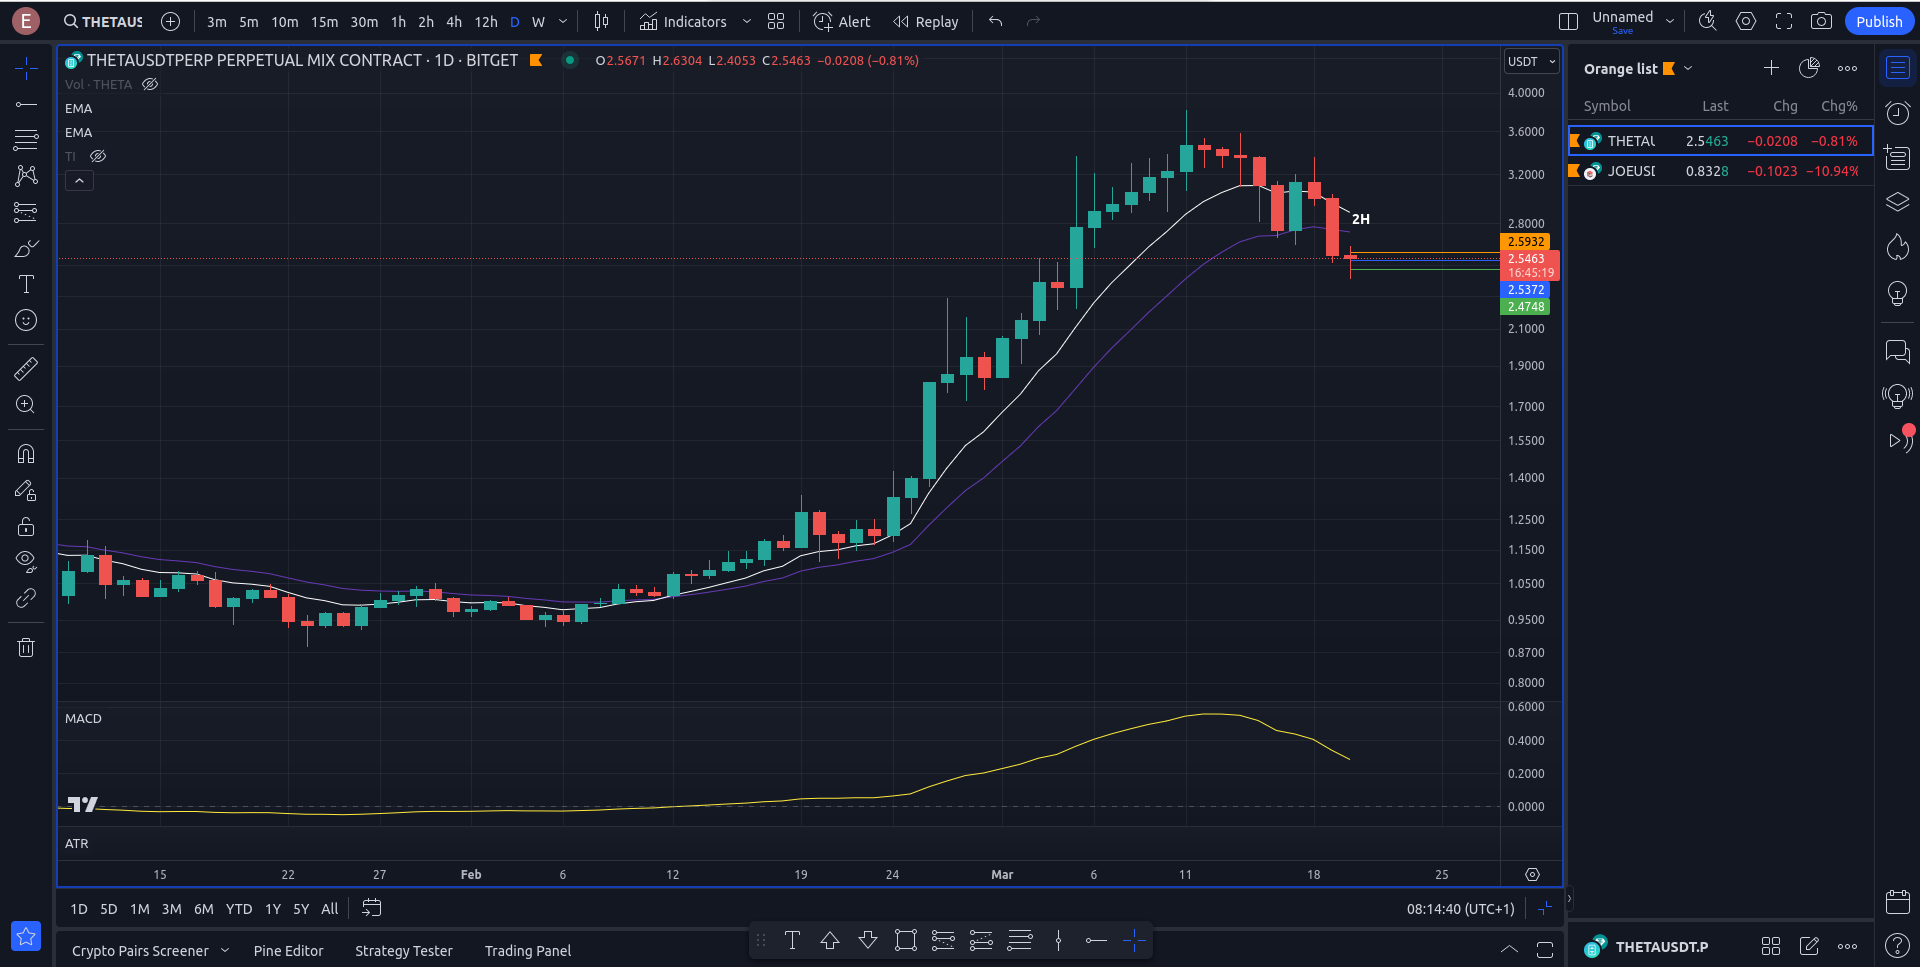 E THETAUS 3m 5m 10m 15m 30m 1h 2h 4h 12h D W Indicators Alert Replay Unnamed Save Publish
THETAUSDTPERP PERPETUAL MIX CONTRACT · 1D · BITGET O2.5671 H2.6304 L2.4053 C2.5463 −0.0208 (−0.81%)
Vol · THETA
EMA
EMA
TI
2H
USDT
4.0000
3.6000
3.2000
2.8000
2.5932
2.5463
16:45:19
2.5372
2.4748
2.1000
1.9000
1.7000
1.5500
1.4000
1.2500
1.1500
1.0500
0.9500
0.8700
0.8000
MACD
0.6000
0.4000
0.2000
0.0000
ATR
15 22 27 Feb 6 12 19 24 Mar 6 11 18 25
1D 5D 1M 3M 6M YTD 1Y 5Y All 08:14:40 (UTC+1)
Crypto Pairs Screener Pine Editor Strategy Tester Trading Panel
Orange list
Symbol Last Chg Chg%
THETAU 2.5463 −0.0208 −0.81%
JOEUSD 0.8328 −0.1023 −10.94%
THETAUSDT.P